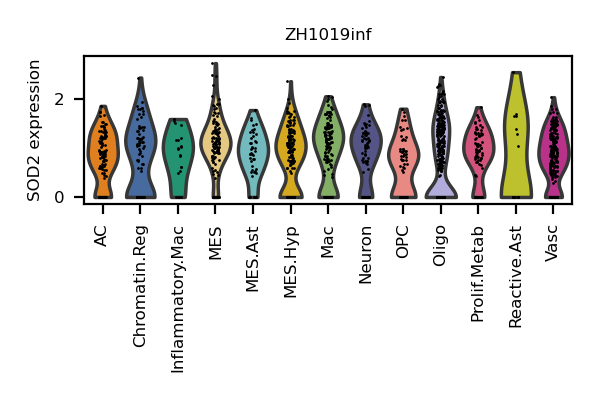 ZH1019inf
SOD2 expression
2
0
AC
Chromatin.Reg
Inflammatory.Mac
MES
MES.Ast
MES.Hyp
Mac
Neuron
OPC
Oligo
Prolif.Metab
Reactive.Ast
Vasc